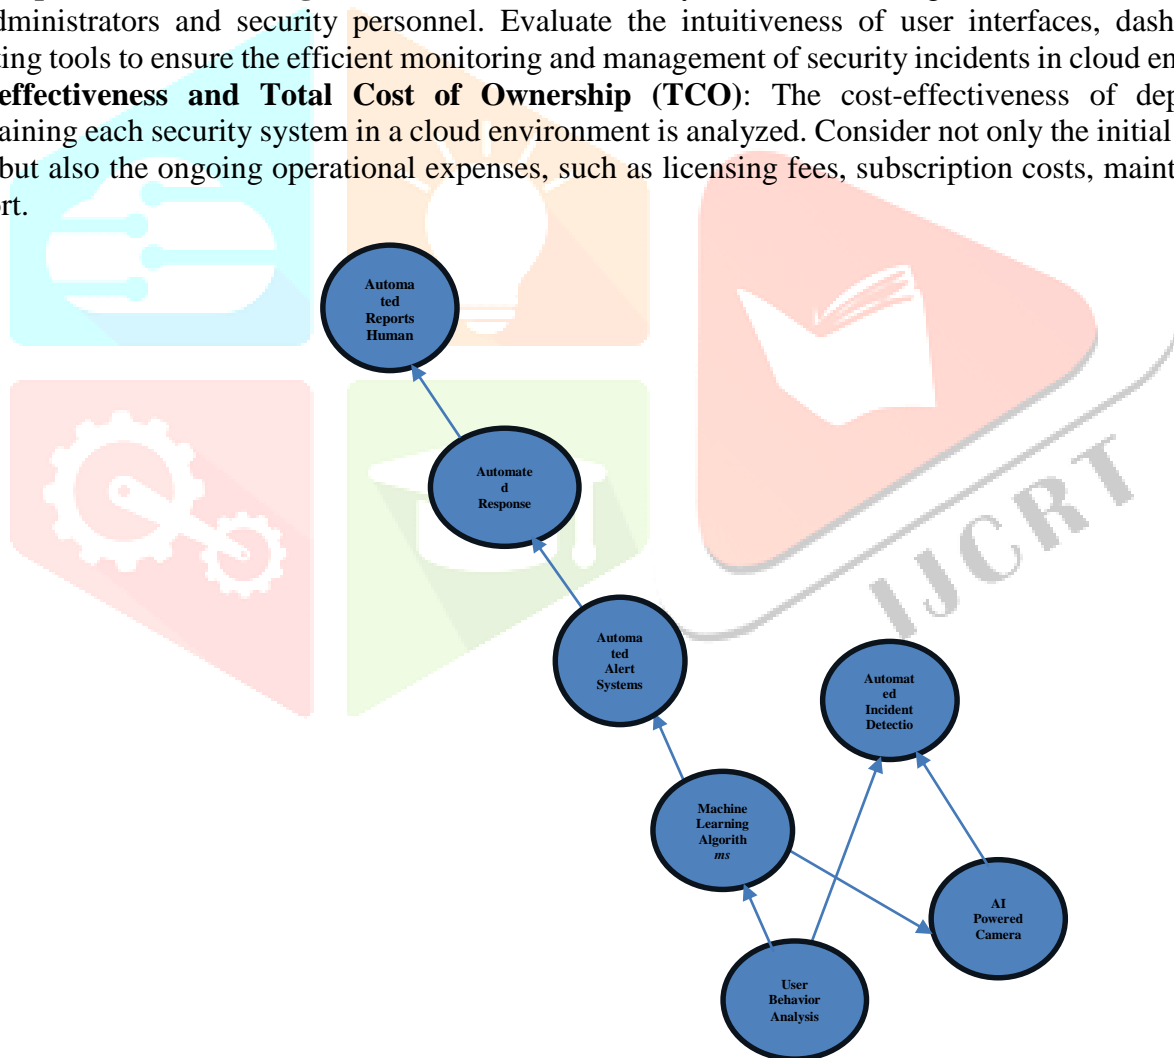 dministrators and security personnel. Evaluate the intuitiveness of user interfaces, dash
ting tools to ensure the efficient monitoring and management of security incidents in cloud en
effectiveness and Total Cost of Ownership (TCO): The cost-effectiveness of dep
aining each security system in a cloud environment is analyzed. Consider not only the initial
but also the ongoing operational expenses, such as licensing fees, subscription costs, maint
ort.
Automa
ted
Reports
Human
Automate
d
Response
Automa
ted
Alert
Systems
Automat
ed
Incident
Detectio
Machine
Learning
Algorith
ms
AI
Powered
Camera
User
Behavior
Analysis
IJCRT